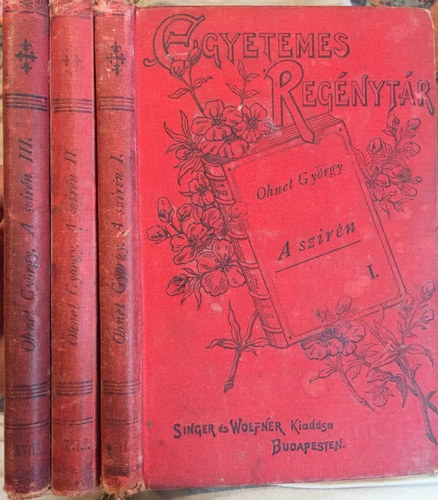 Ohnet György, A szirén III.
Ohnet György, A szirén II.
Ohnet György, A szirén I.
EGYETEMES
REGÉNYTÁR
Ohnet György
A szirén
I.
SINGER és WOLFNER Kiadása
BUDAPESTEN.